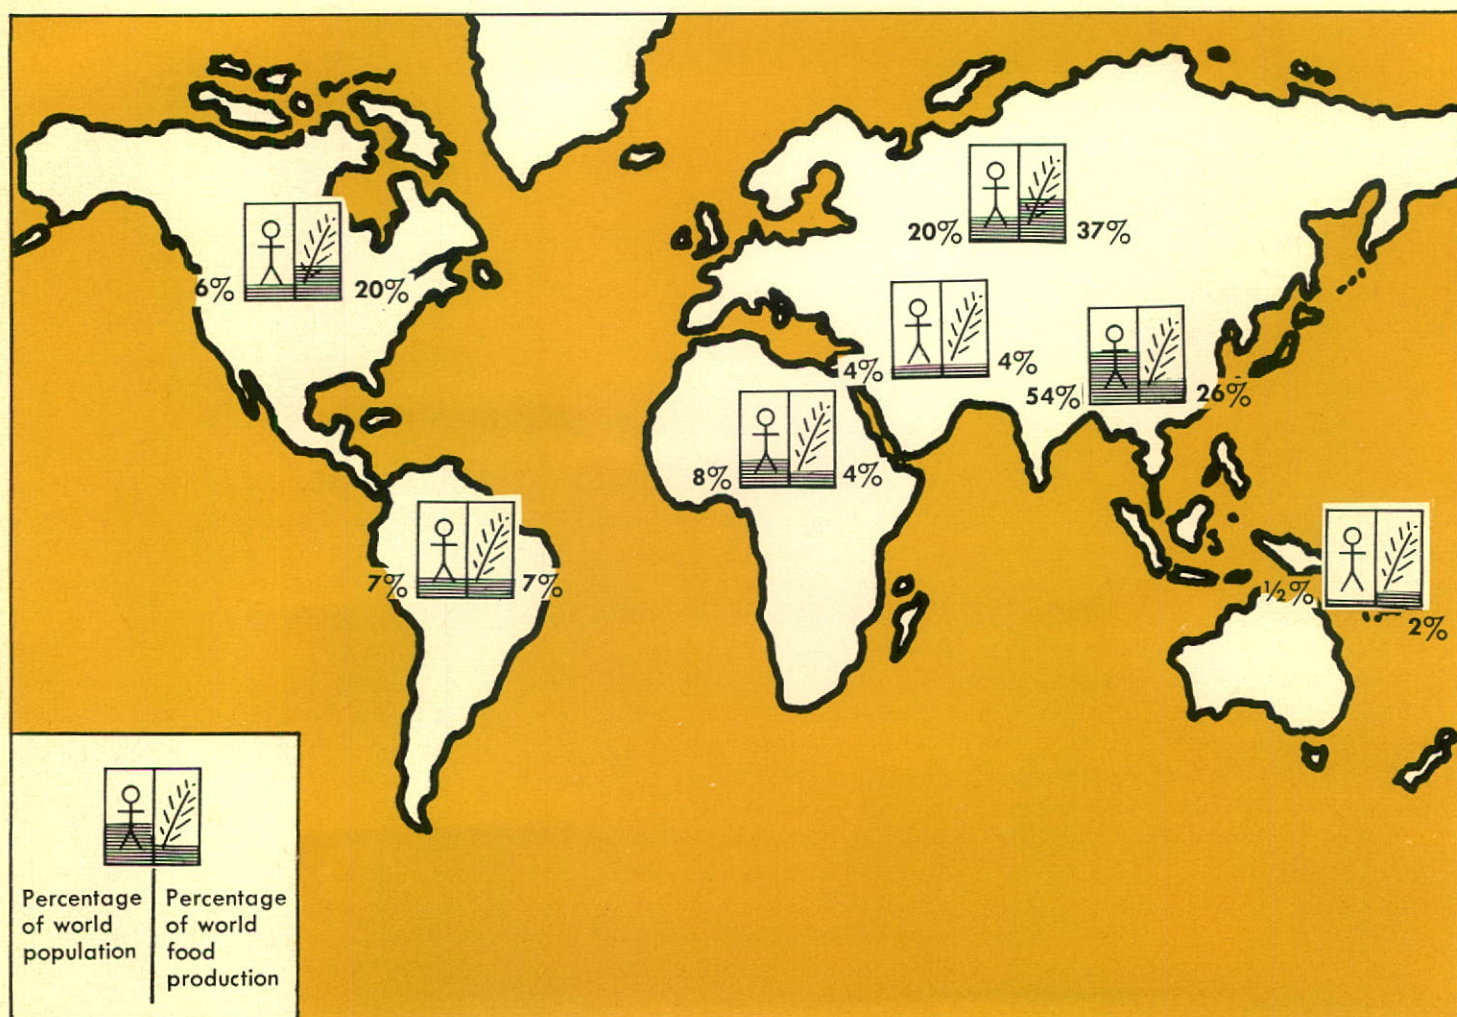 20% 37%
6% 20%
4% 4%
54% 26%
8% 4%
7% 7%
½%
2%
Percentage
of world
population
Percentage
of world
food
production